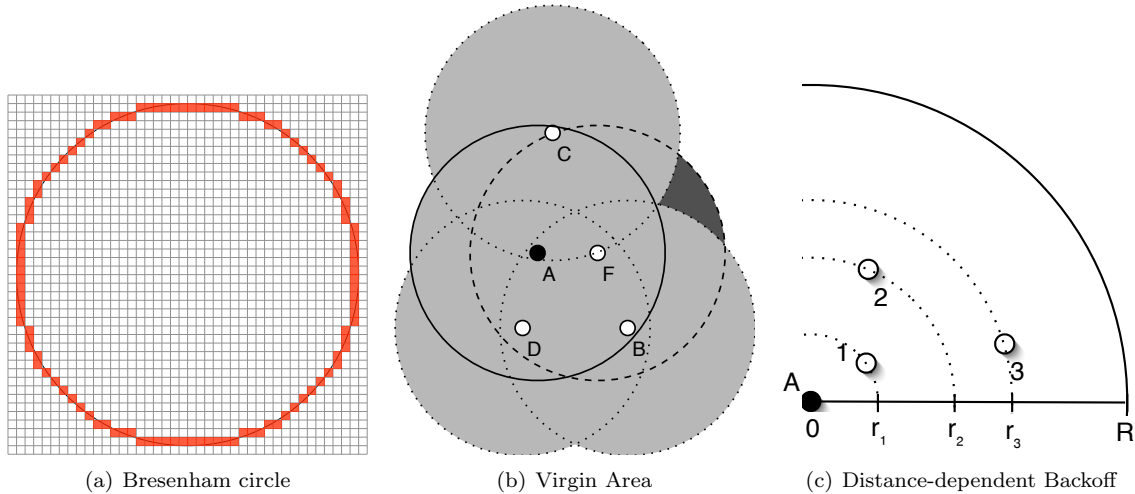 C
A
F
D
B
2
1
3
A
0
r1
r2
r3
R
(a) Bresenham circle
(b) Virgin Area
(c) Distance-dependent Backoff